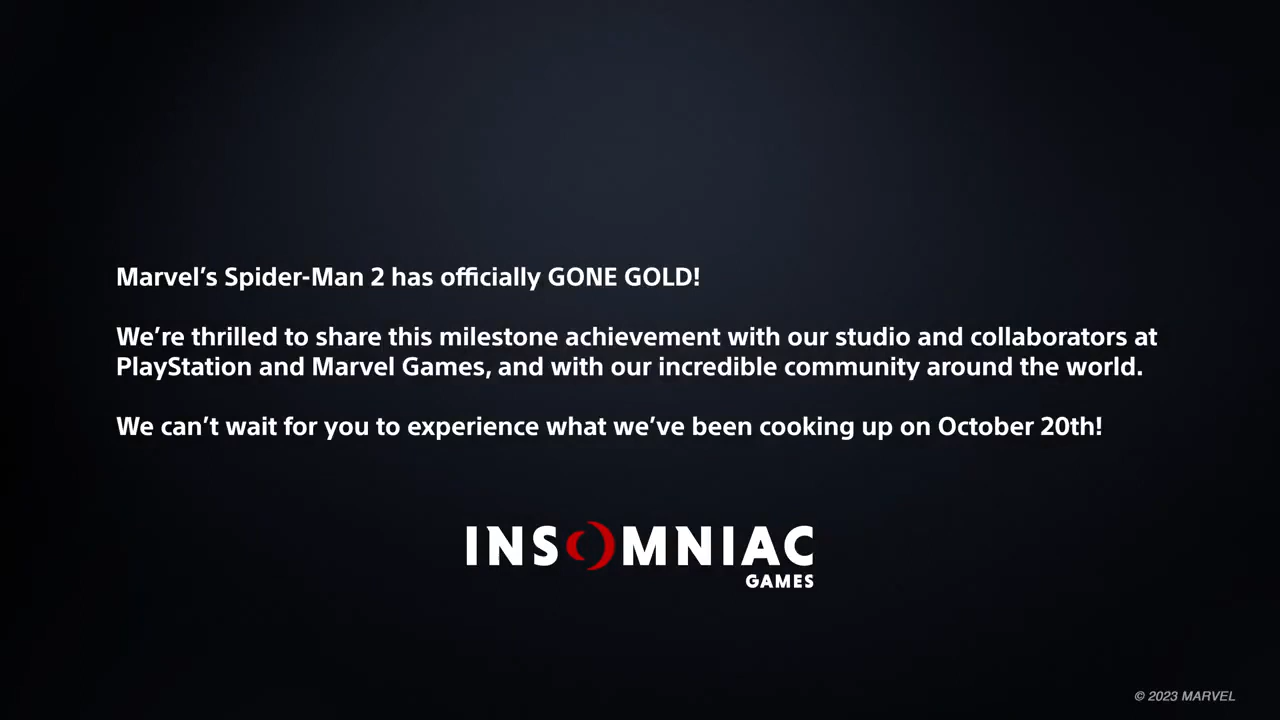 Marvel’s Spider-Man 2 has officially GONE GOLD!
We’re thrilled to share this milestone achievement with our studio and collaborators at
PlayStation and Marvel Games, and with our incredible community around the world.
We can’t wait for you to experience what we’ve been cooking up on October 20th!
INSOMNIAC
GAMES
© 2023 MARVEL